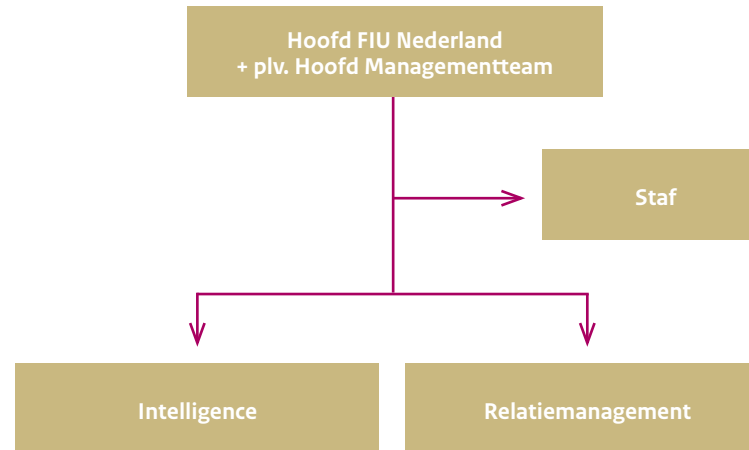 Hoofd FIU Nederland
+ plv. Hoofd Managementteam
Staf
Intelligence
Relatiemanagement